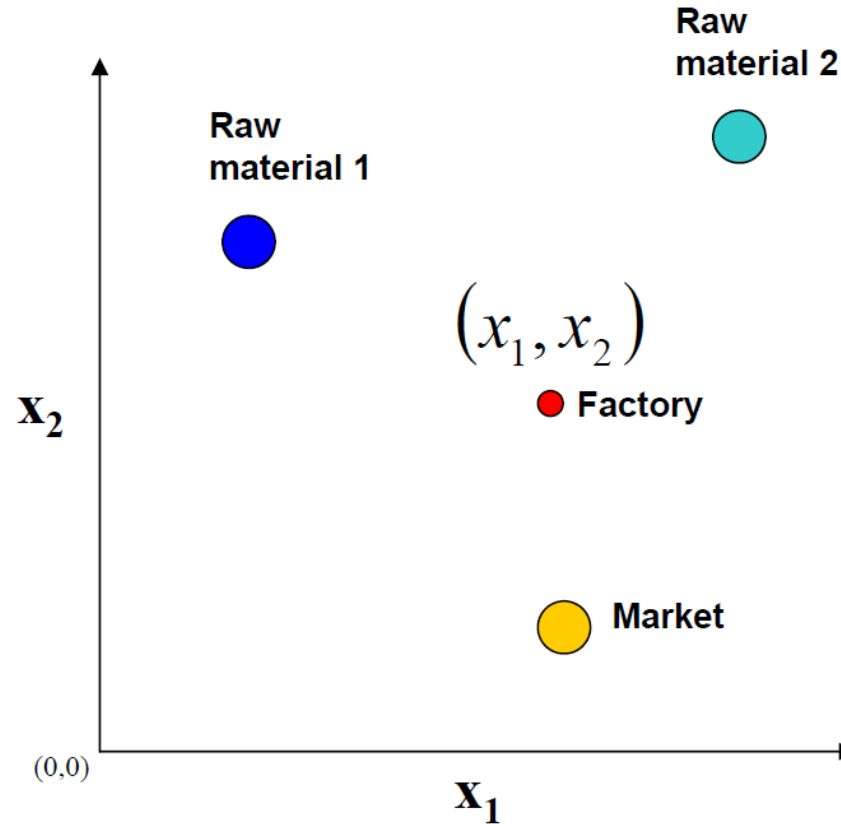 Raw
material 2
Raw
material 1
(x₁, x₂)
x₂
Factory
Market
(0,0)
x₁